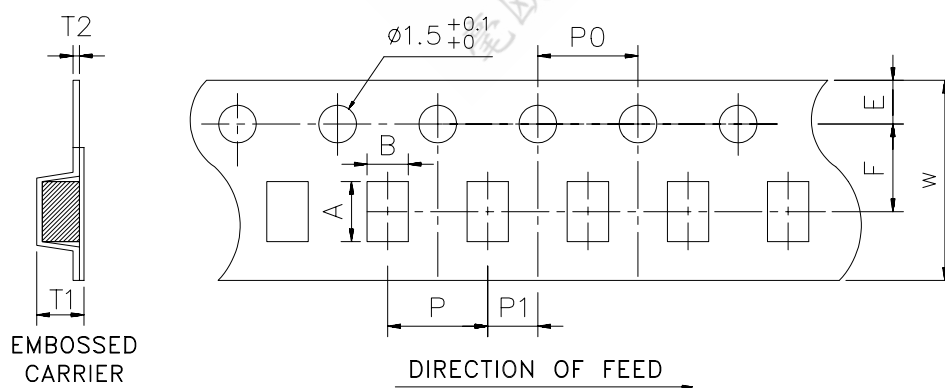 T2
ø1.5 +0.1 +0
P0
E
B
F
W
A
T1
P
P1
EMBOSSED
CARRIER
DIRECTION OF FEED